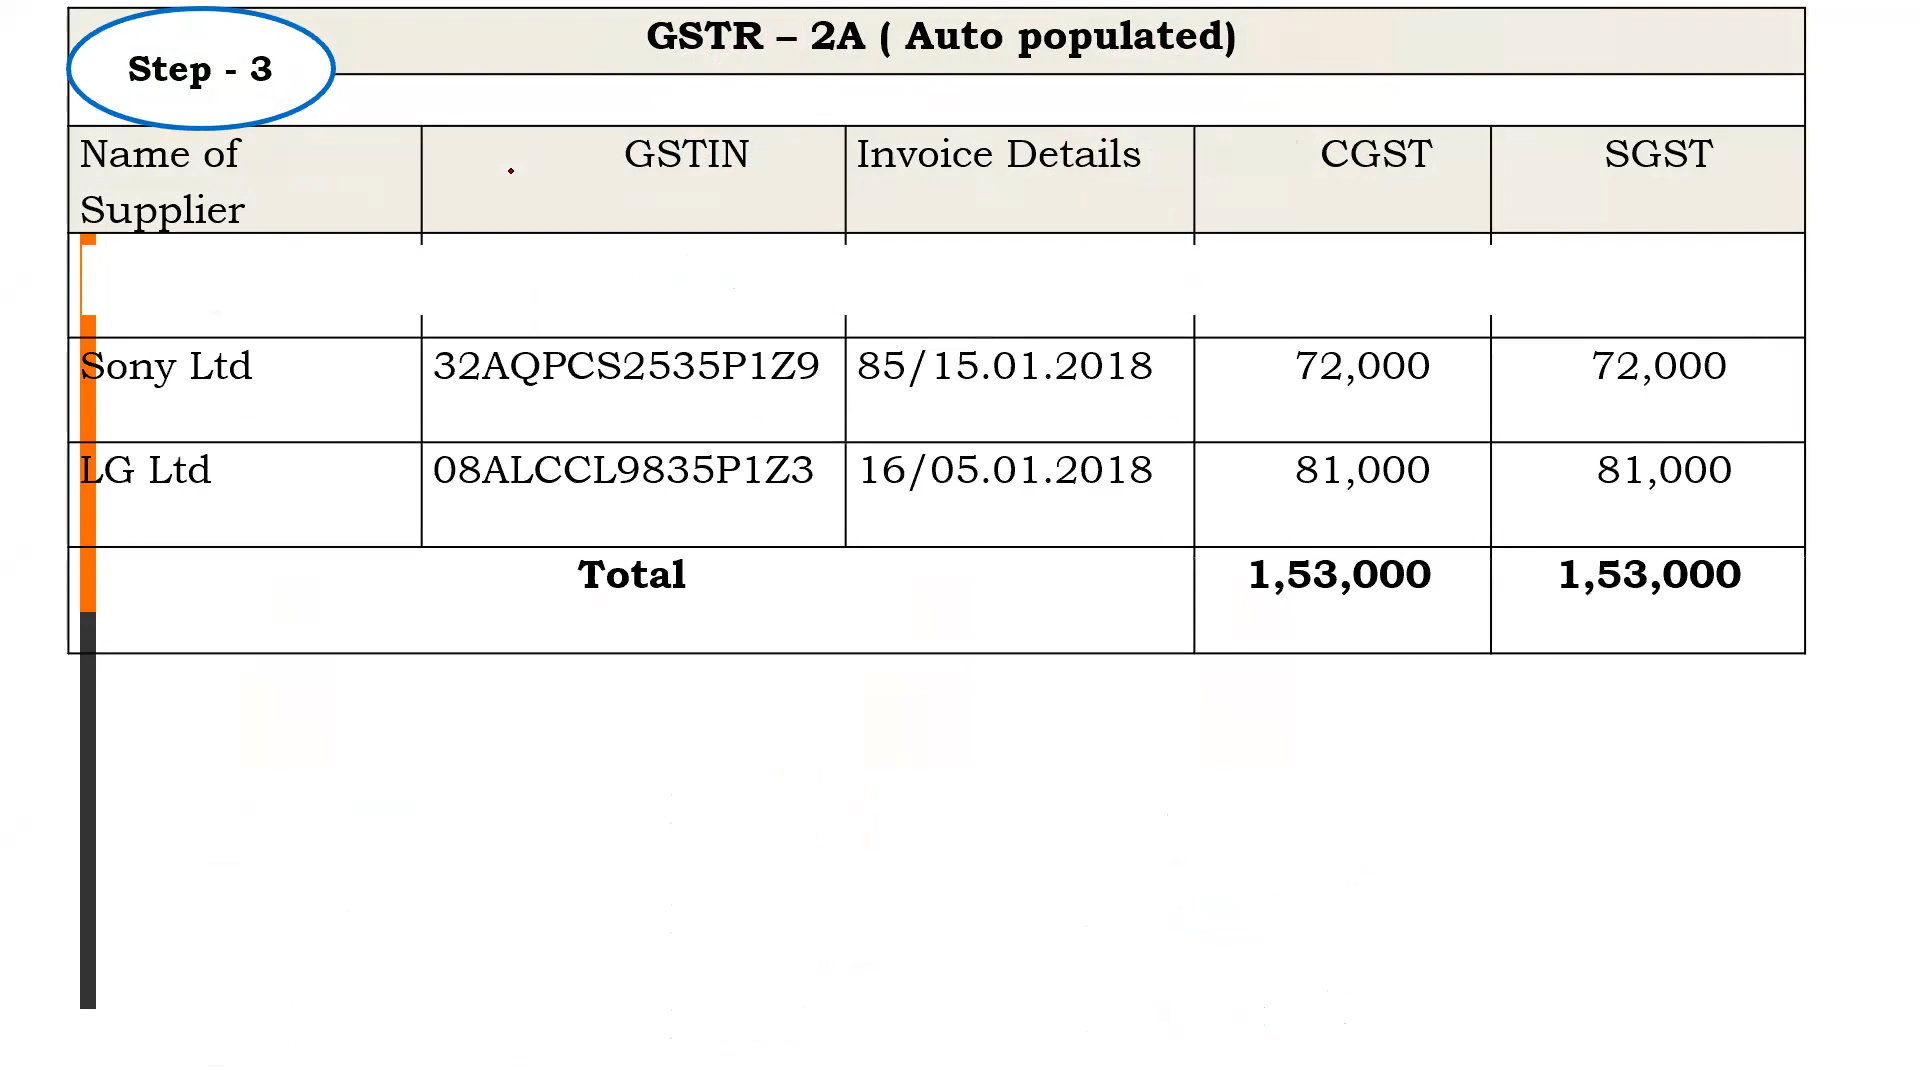 GSTR – 2A ( Auto populated)
Step - 3
Name of Supplier GSTIN Invoice Details CGST SGST
Sony Ltd 32AQPCS2535P1Z9 85/15.01.2018 72,000 72,000
LG Ltd 08ALCCL9835P1Z3 16/05.01.2018 81,000 81,000
Total 1,53,000 1,53,000